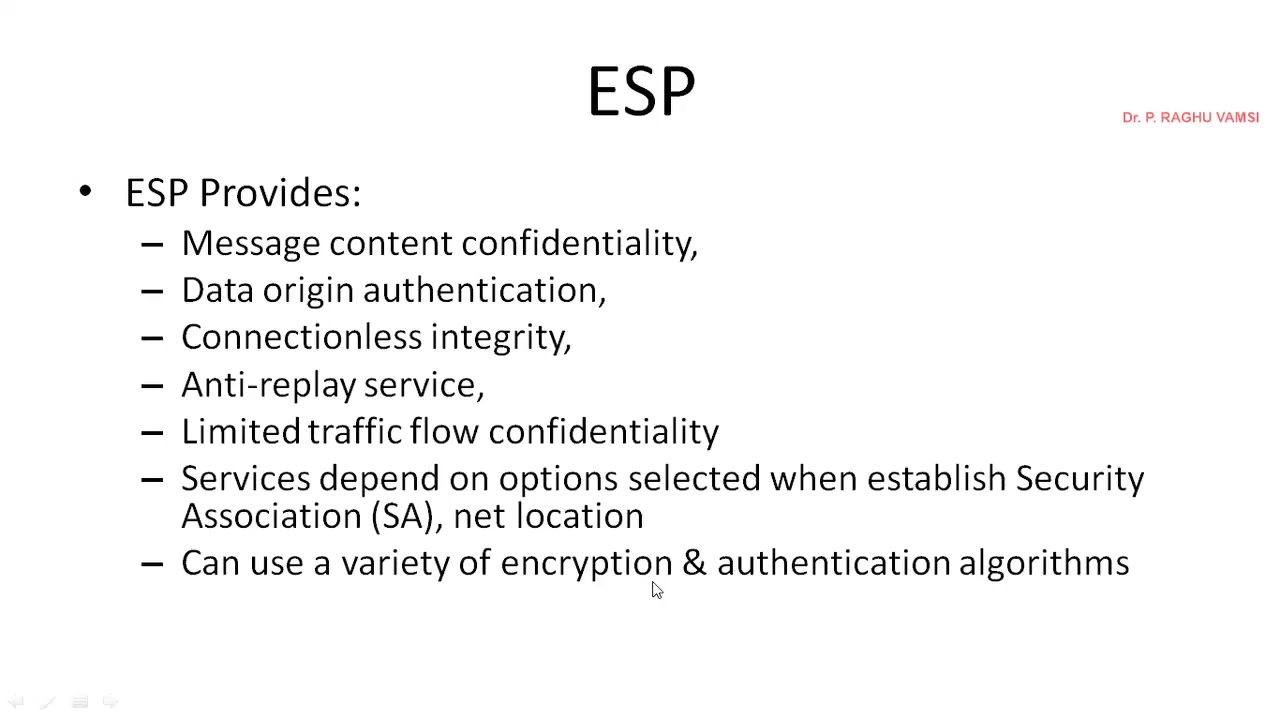 ESP
Dr. P. RAGHU VAMSI
• ESP Provides:
– Message content confidentiality,
– Data origin authentication,
– Connectionless integrity,
– Anti-replay service,
– Limited traffic flow confidentiality
– Services depend on options selected when establish Security
Association (SA), net location
– Can use a variety of encryption & authentication algorithms